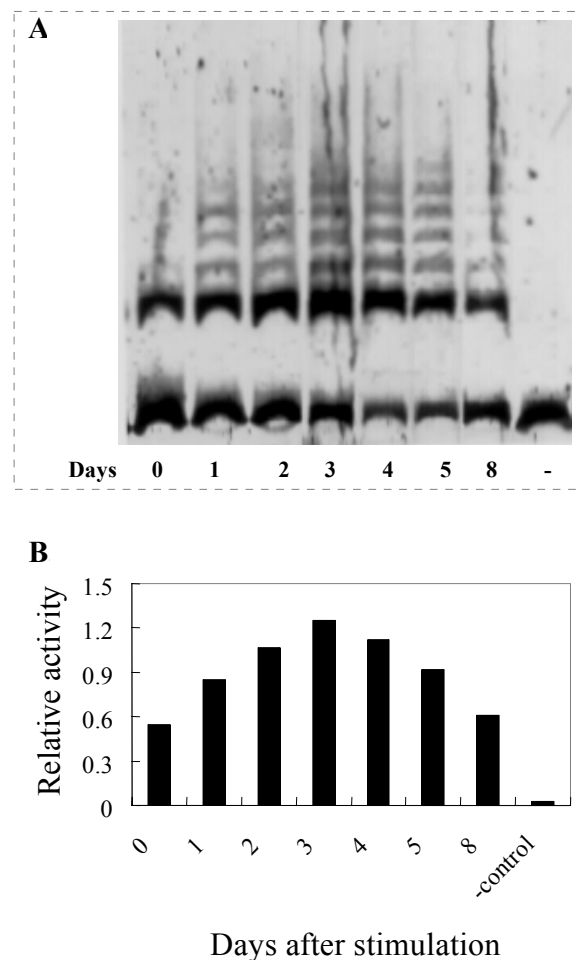 A
Days 0 1 2 3 4 5 8 -
B
1.5
1.2
0.9
0.6
0.3
0
Relative activity
0 1 2 3 4 5 8 -control
Days after stimulation